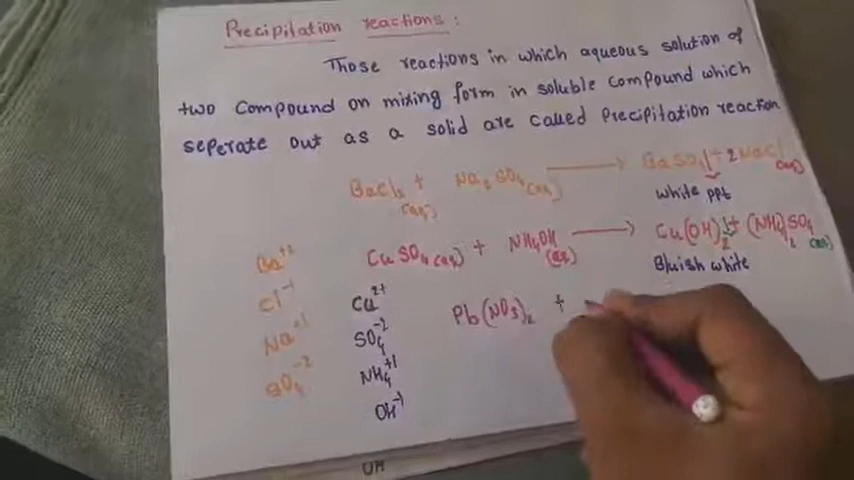 Precipitation reactions :
Those reactions in which aqueous solution of
two Compound on mixing form in soluble Compound which
seperate out as a solid are called Precipitation reaction
BaCl₂ + Na₂SO₄(aq) → BaSO₄↓ + 2NaCl
(aq) (aq)
white ppt
CuSO₄(aq) + NH₄OH → Cu(OH)₂↓ + (NH₄)₂SO₄
(aq) (aq)
Bluish white
Ba⁺²
Cl⁻¹
Na⁺¹
SO₄⁻²
Cu²⁺
SO₄⁻²
NH₄⁺¹
OH⁻¹
Pb(NO₃)₂ +